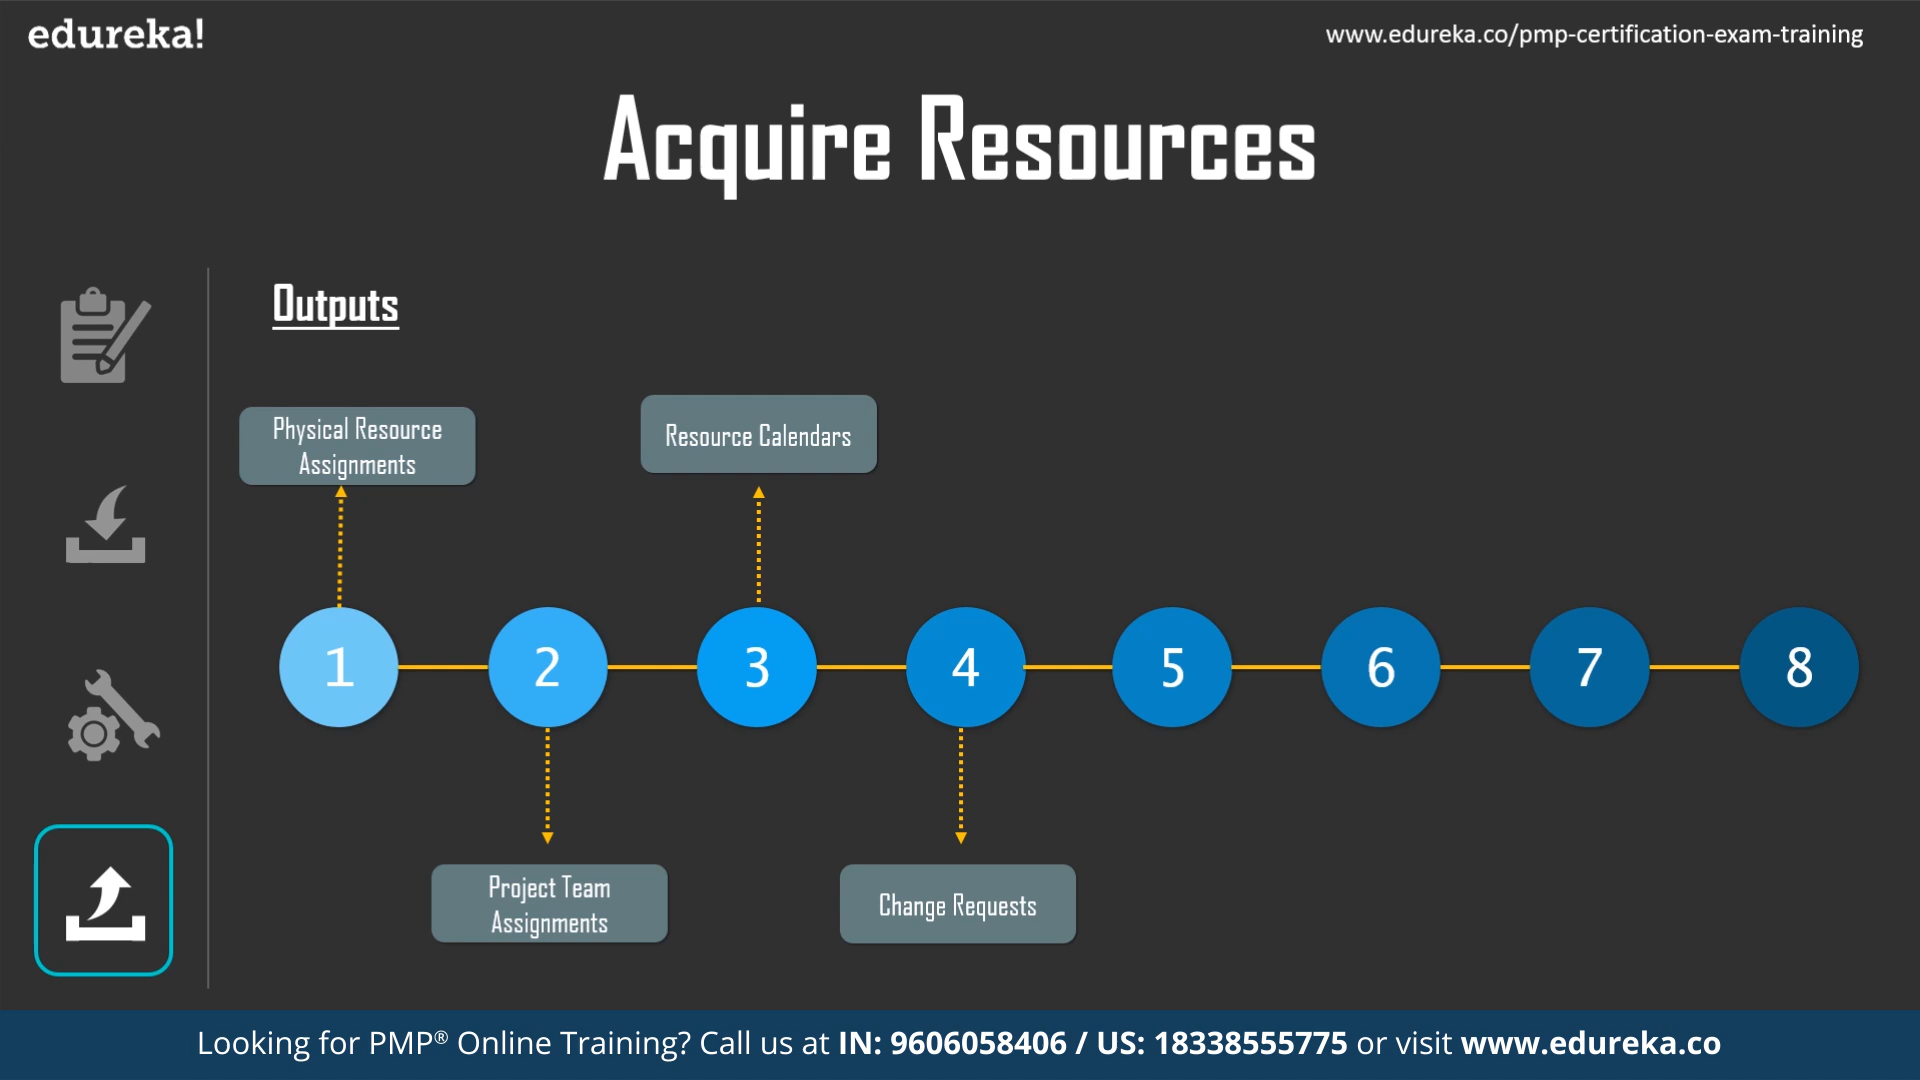 edureka!
www.edureka.co/pmp-certification-exam-training
Acquire Resources
Outputs
Physical Resource
Assignments
Resource Calendars
1
2
3
4
5
6
7
8
Project Team
Assignments
Change Requests
Looking for PMP® Online Training? Call us at IN: 9606058406 / US: 18338555775 or visit www.edureka.co